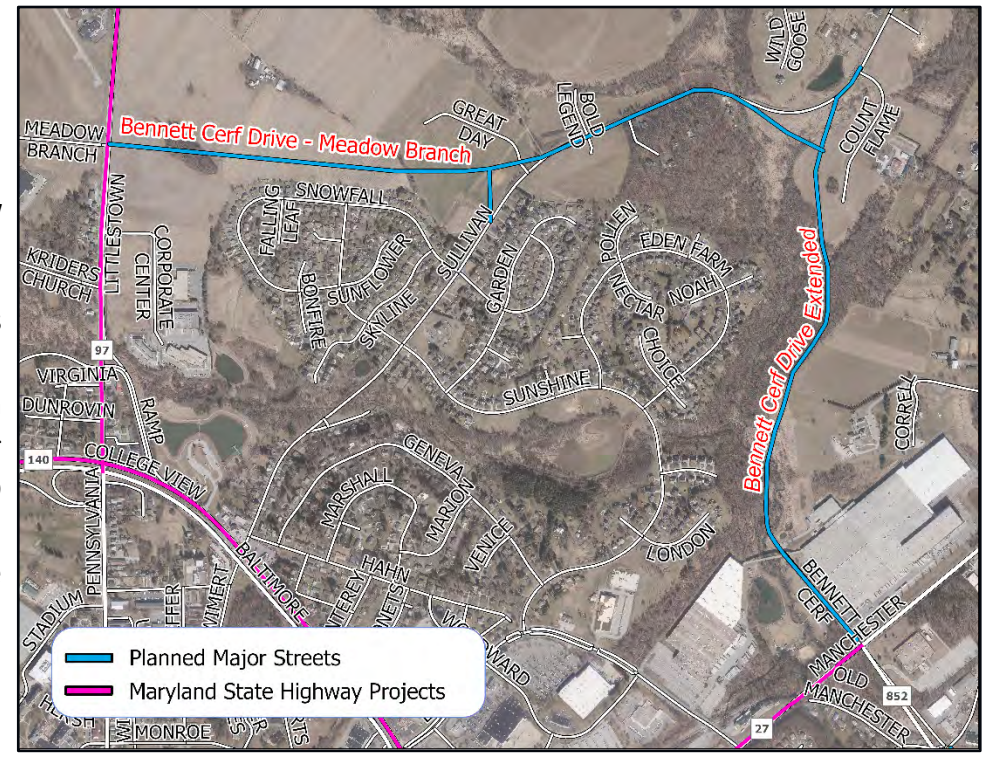 WILD
GOOSE
GREAT
DAY
BOLD
LEGEND
COUNT
FLAME
MEADOW
BRANCH
Bennett Cerf Drive - Meadow Branch
LITTLESTOWN
SNOWFALL
FALLING
LEAF
SULLIVAN
POLLEN
EDEN FARM
KRIDERS
CHURCH
CORPORATE
CENTER
SUNFLOWER
GARDEN
NECTAR
NOAH
BONFIRE
SKYLINE
CHOICE
Bennett Cerf Drive Extended
97
VIRGINIA
DUNROVIN
RAMP
SUNSHINE
CORRELL
140
COLLEGE VIEW
GENEVA
MARSHALL
MARION
PENNSYLVANIA
BALTIMORE
VENICE
LONDON
HAHN
BENNETT
CERF
STADIUM
WIMERT
WOODWARD
MANCHESTER
OLD
MANCHESTER
852
27
Planned Major Streets
Maryland State Highway Projects
MONROE